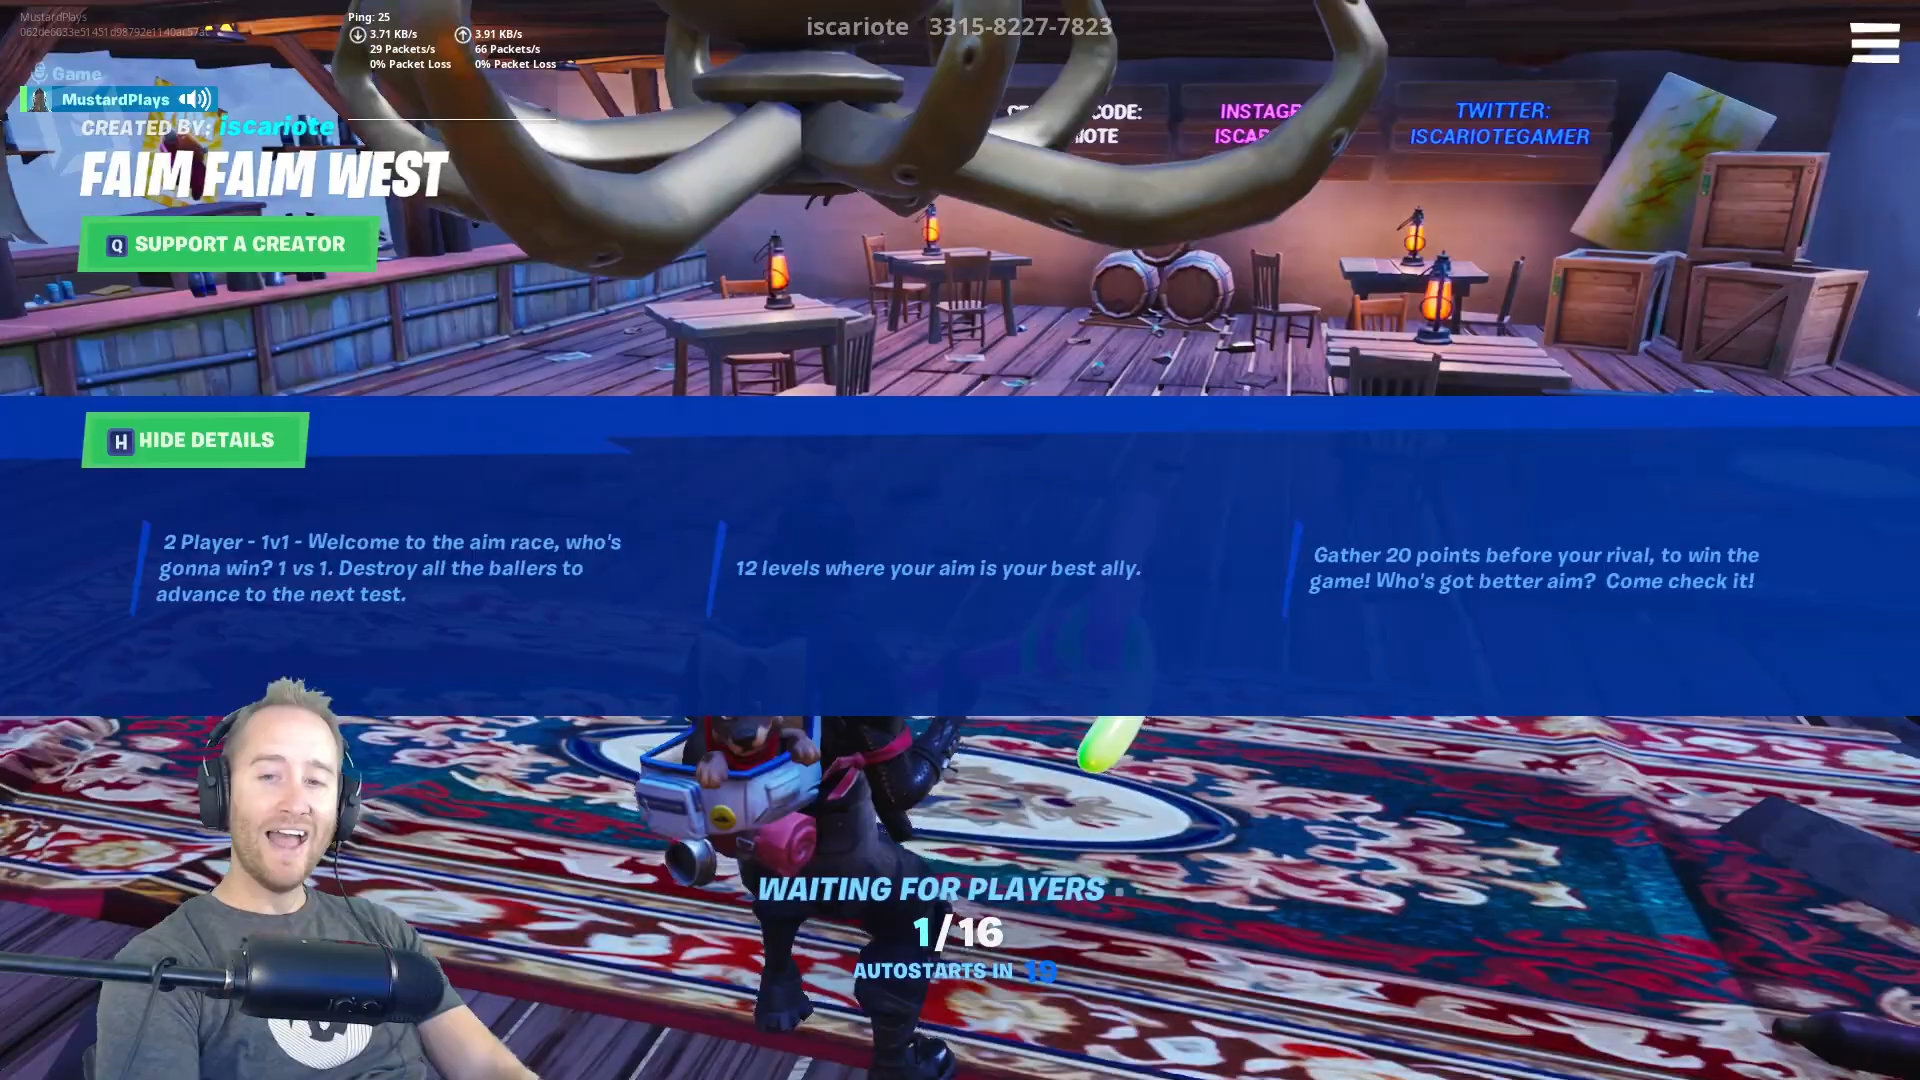 MustardPlays
Ping: 25
3.71 KB/s
3.91 KB/s
29 Packets/s
66 Packets/s
0% Packet Loss
0% Packet Loss
iscariote 3315-8227-7823
Game
MustardPlays
CREATED BY: iscariote
FAIM FAIM WEST
Q SUPPORT A CREATOR
CODE:
TWITTER:
ISCARIOTEGAMER
H HIDE DETAILS
2 Player - 1v1 - Welcome to the aim race, who's
gonna win? 1 vs 1. Destroy all the ballers to
advance to the next test.
12 levels where your aim is your best ally.
Gather 20 points before your rival, to win the
game! Who's got better aim? Come check it!
WAITING FOR PLAYERS
1/16
AUTOSTARTS IN 19